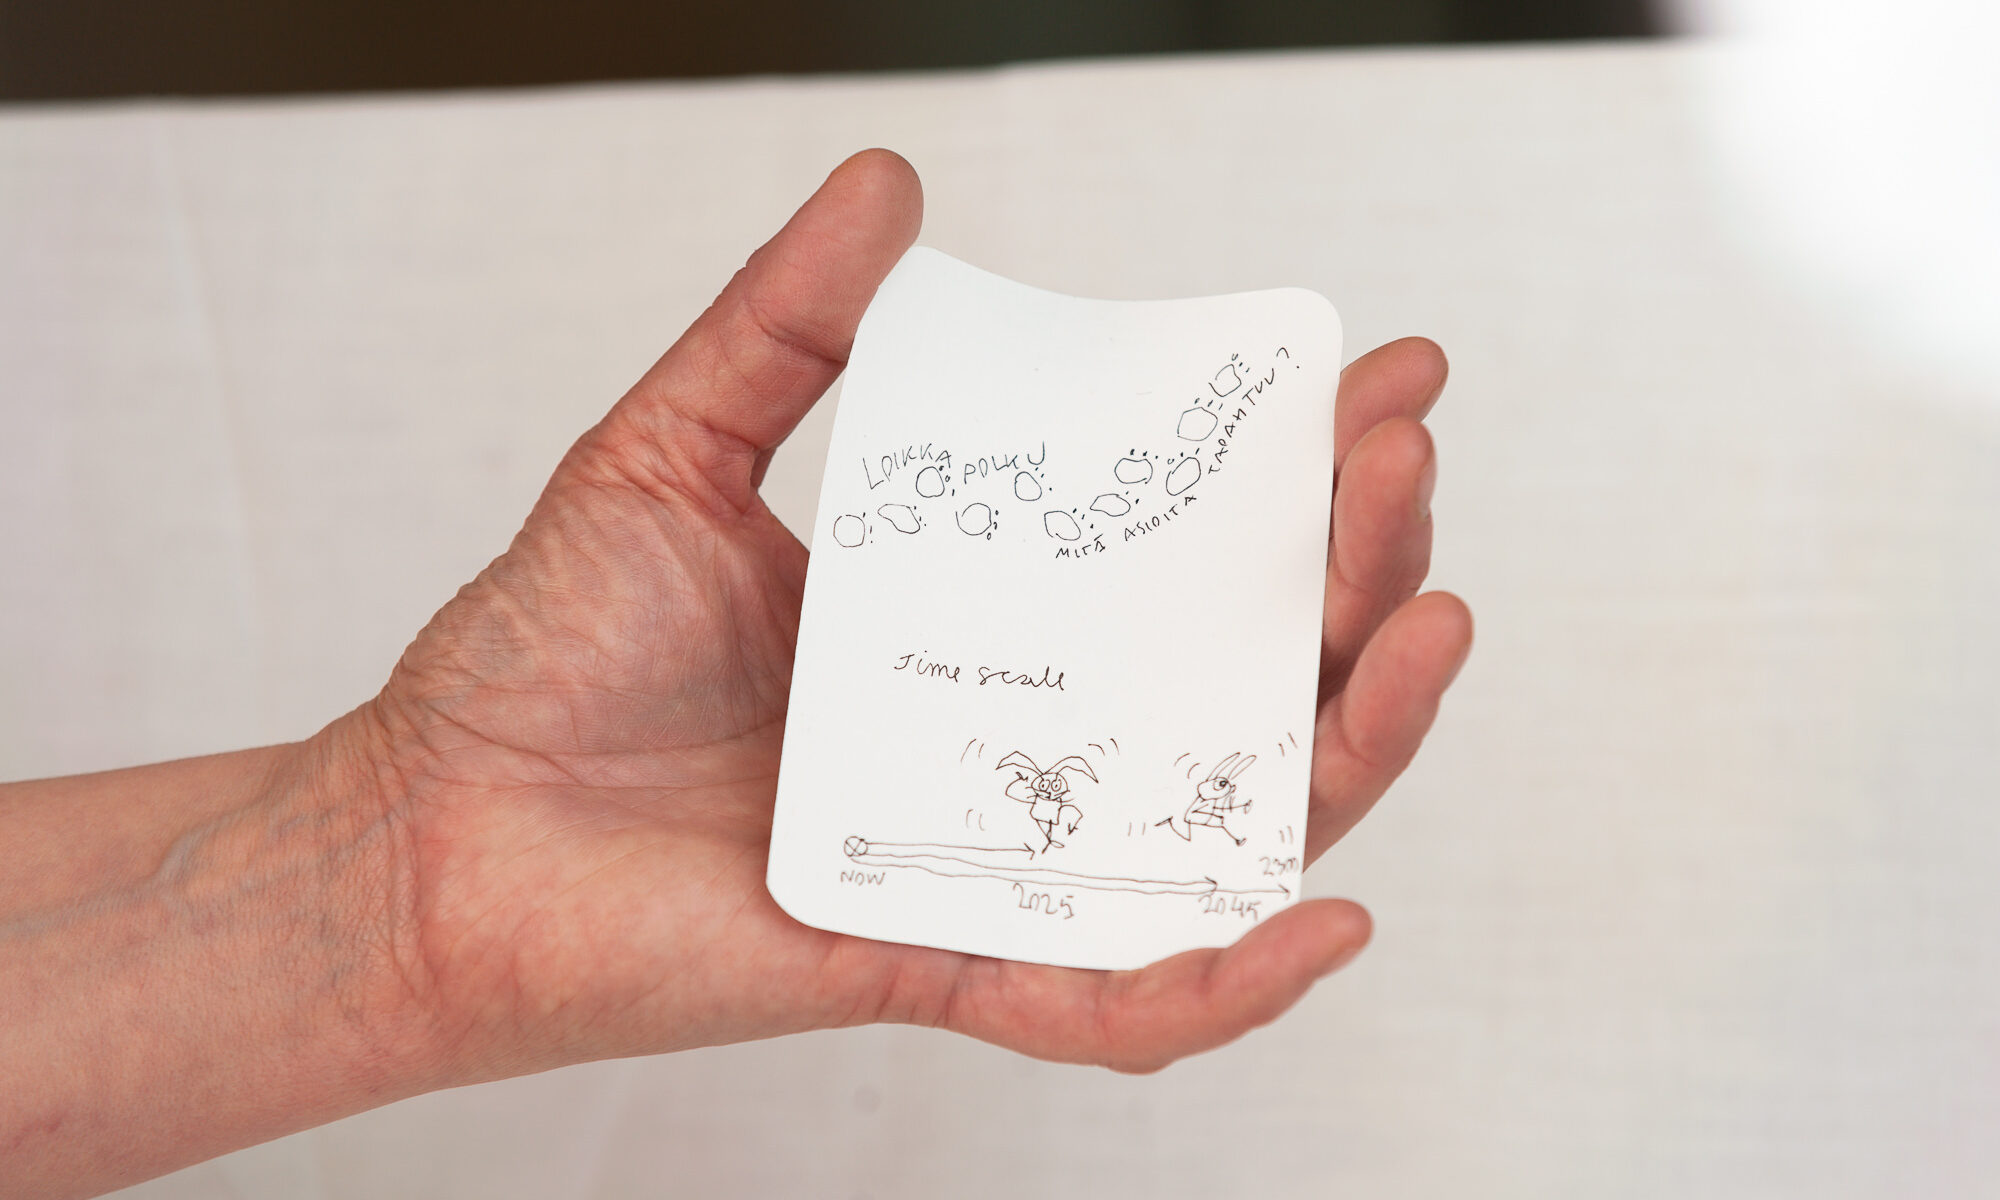 LOIKKA POLKU
MITÄ ASIOITA TAPAHTUU?
Time scale
NOW
2025
2045
2300